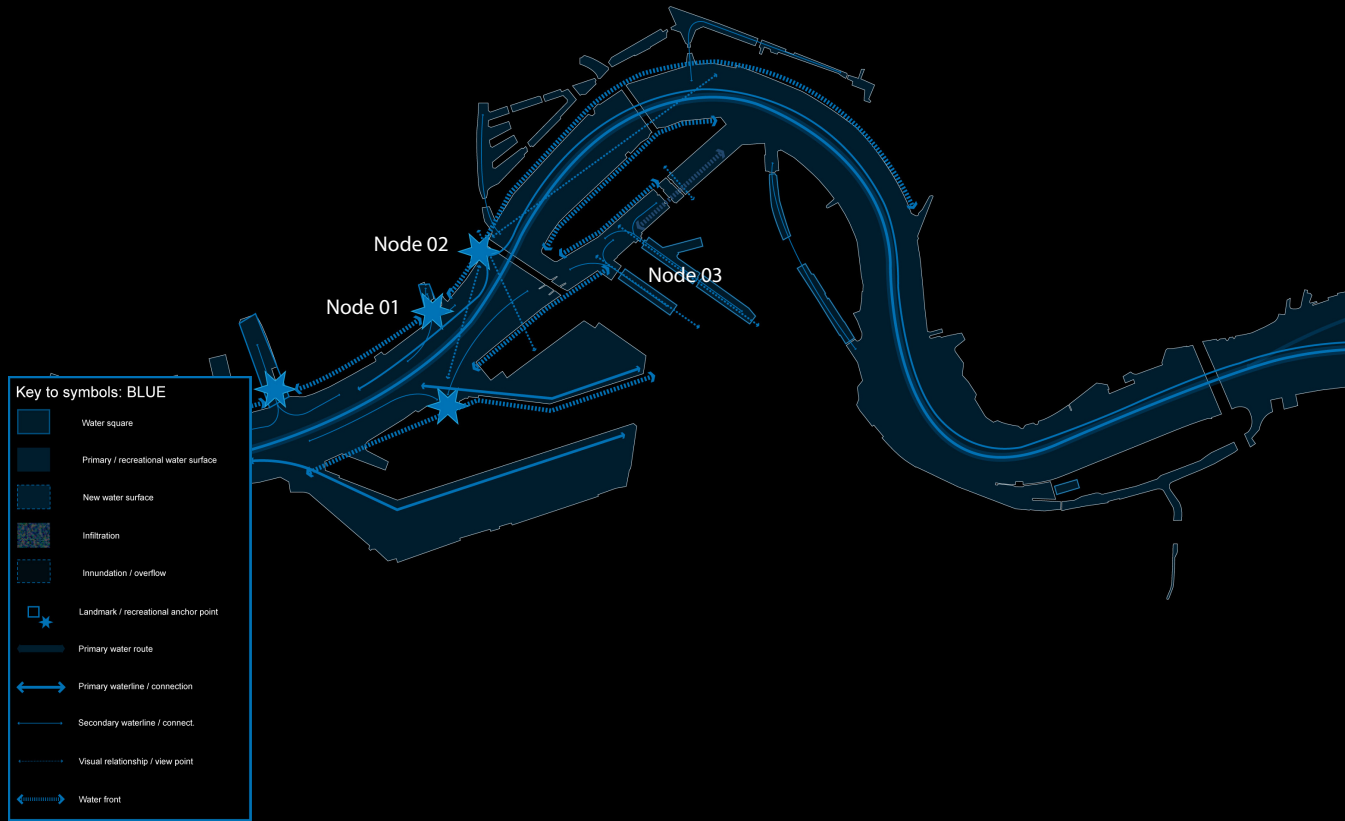 Node 02
Node 01
Node 03
Key to symbols: BLUE
Water square
Primary / recreational water surface
New water surface
Infiltration
Innundation / overflow
Landmark / recreational anchor point
Primary water route
Primary waterline / connection
Secondary waterline / connect.
Visual relationship / view point
Water front